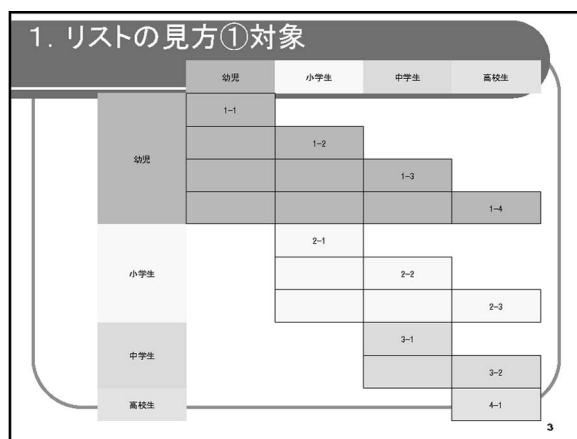 1. リストの見方①対象
幼児 小学生 中学生 高校生
1-1
1-2
幼児
1-3
1-4
2-1
小学生 2-2
2-3
3-1
中学生
3-2
高校生 4-1
3